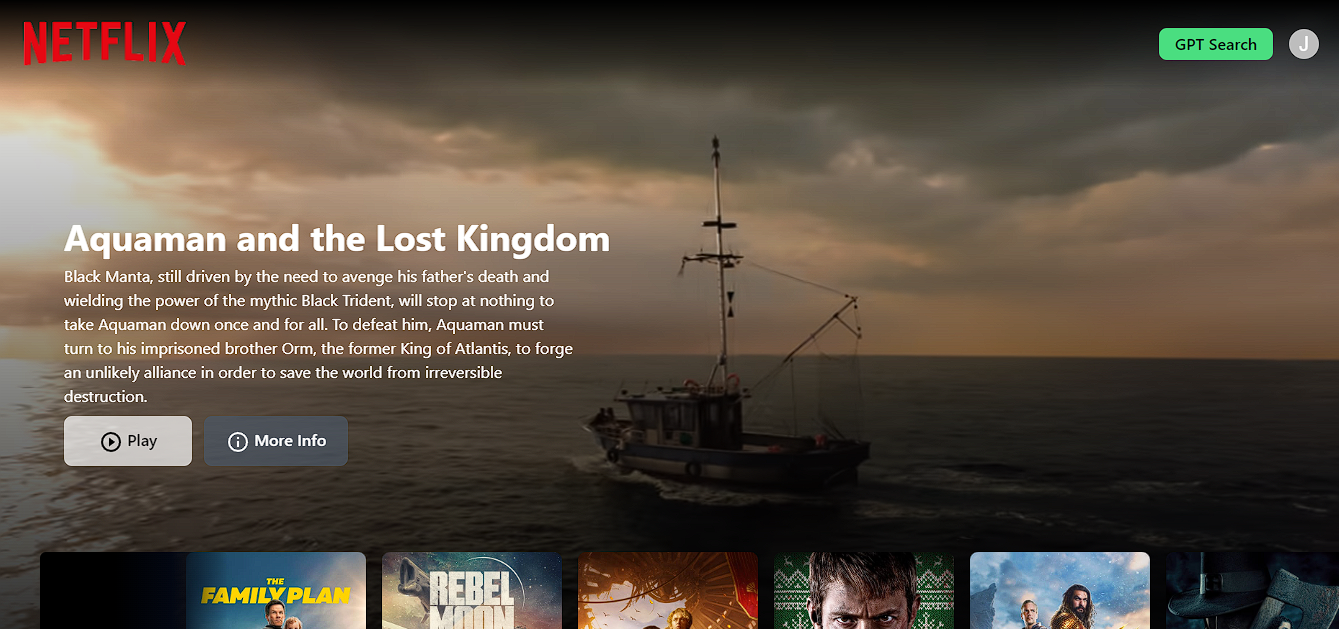 NETFLIX
GPT Search
J
Aquaman and the Lost Kingdom
Black Manta, still driven by the need to avenge his father's death and
wielding the power of the mythic Black Trident, will stop at nothing to
take Aquaman down once and for all. To defeat him, Aquaman must
turn to his imprisoned brother Orm, the former King of Atlantis, to forge
an unlikely alliance in order to save the world from irreversible
destruction.
Play
More Info
THE
FAMILY PLAN
REBEL
MOON